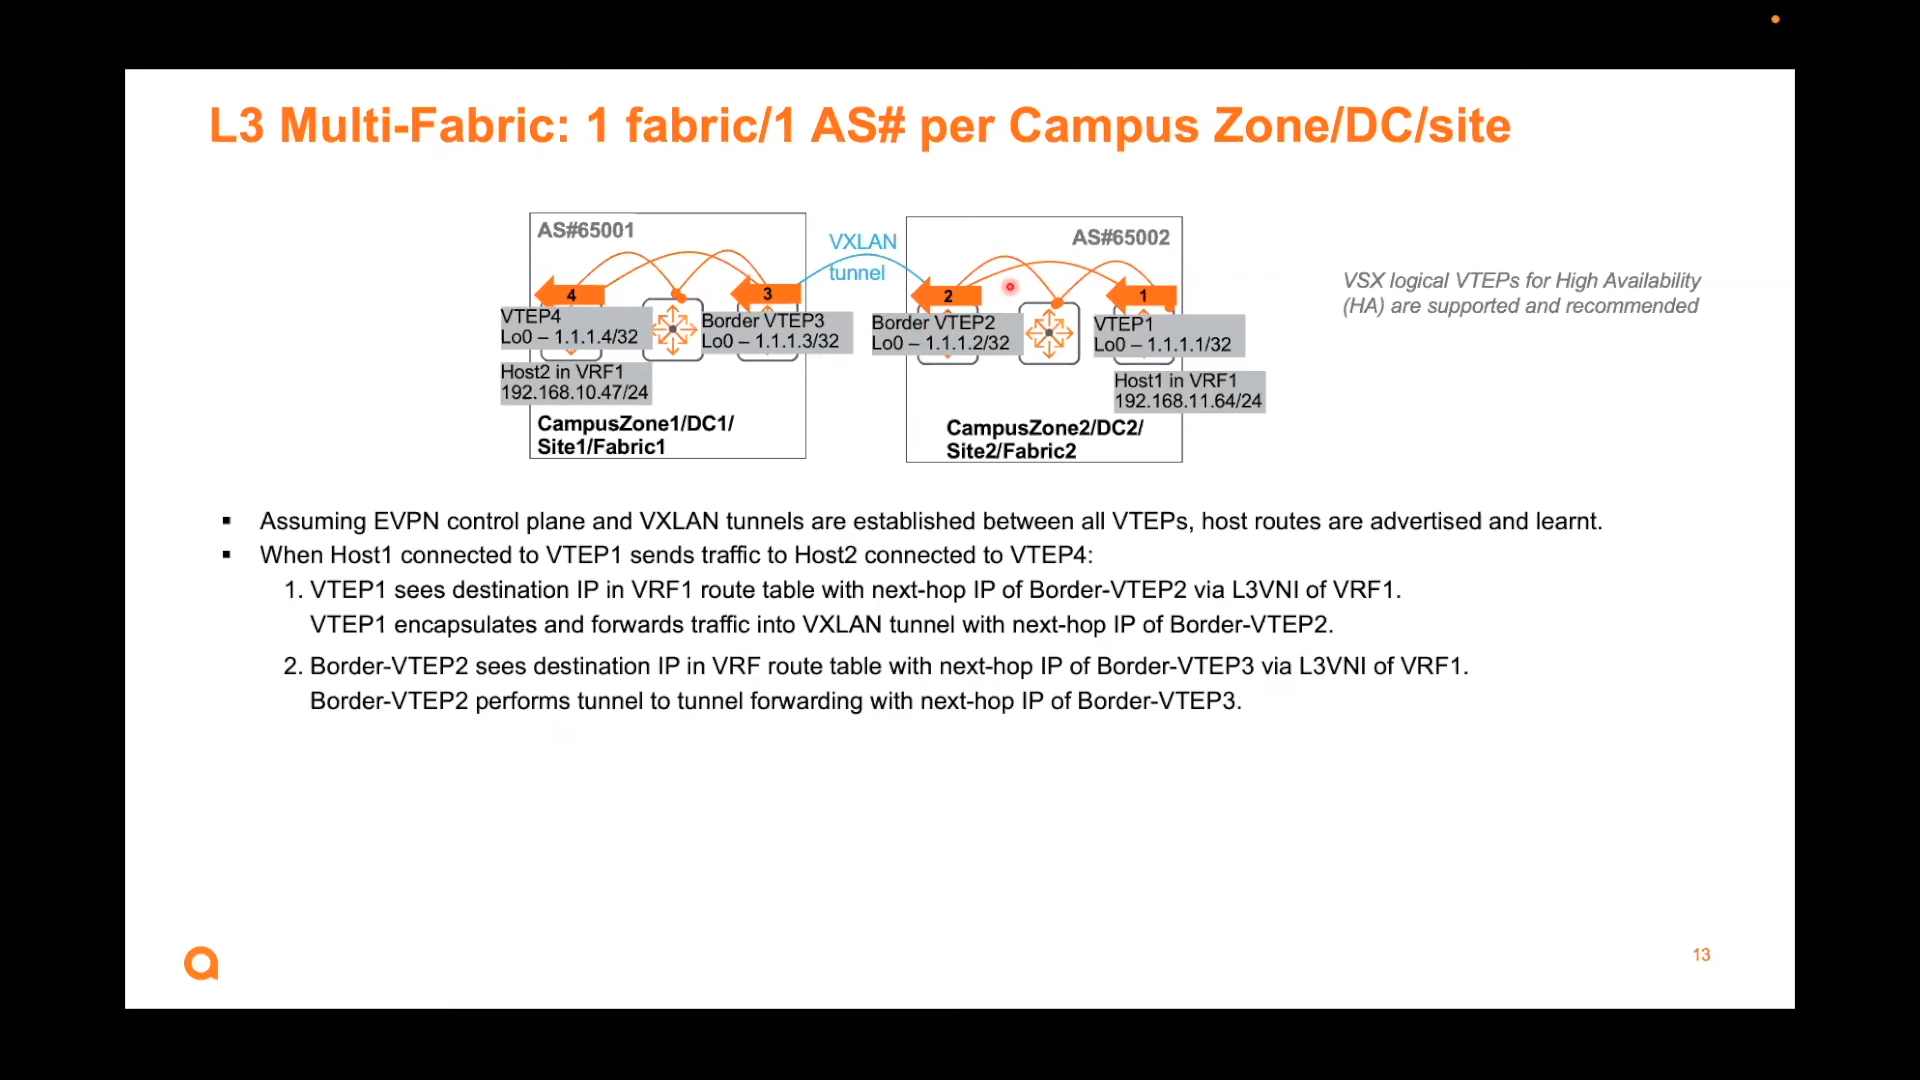 L3 Multi-Fabric: 1 fabric/1 AS# per Campus Zone/DC/site
AS#65001
VXLAN
tunnel
AS#65002
VSX logical VTEPs for High Availability
(HA) are supported and recommended
4
3
2
1
VTEP4
Lo0 – 1.1.1.4/32
Border VTEP3
Lo0 – 1.1.1.3/32
Border VTEP2
Lo0 – 1.1.1.2/32
VTEP1
Lo0 – 1.1.1.1/32
Host2 in VRF1
192.168.10.47/24
Host1 in VRF1
192.168.11.64/24
CampusZone1/DC1/
Site1/Fabric1
CampusZone2/DC2/
Site2/Fabric2
▪ Assuming EVPN control plane and VXLAN tunnels are established between all VTEPs, host routes are advertised and learnt.
▪ When Host1 connected to VTEP1 sends traffic to Host2 connected to VTEP4:
1. VTEP1 sees destination IP in VRF1 route table with next-hop IP of Border-VTEP2 via L3VNI of VRF1.
VTEP1 encapsulates and forwards traffic into VXLAN tunnel with next-hop IP of Border-VTEP2.
2. Border-VTEP2 sees destination IP in VRF route table with next-hop IP of Border-VTEP3 via L3VNI of VRF1.
Border-VTEP2 performs tunnel to tunnel forwarding with next-hop IP of Border-VTEP3.
13